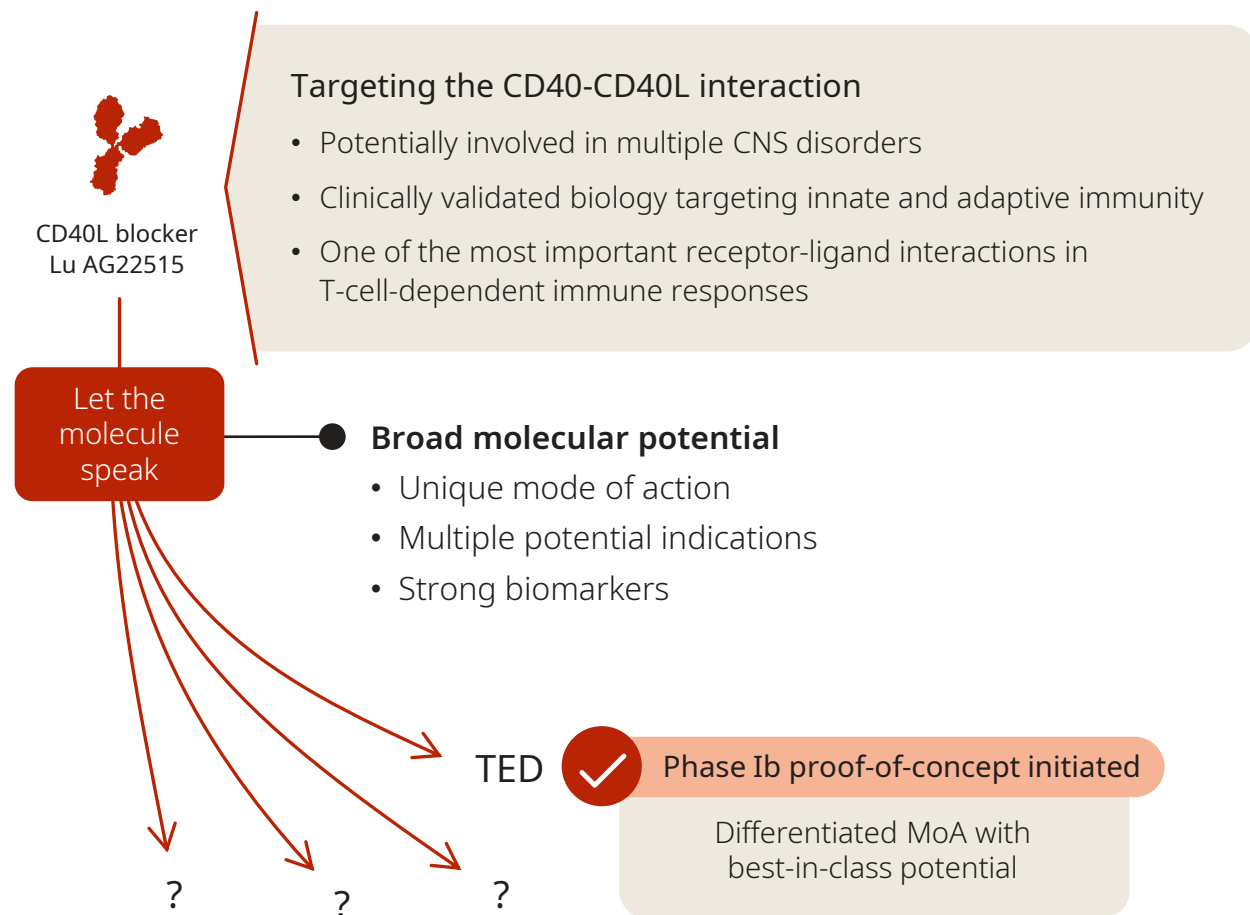 Targeting the CD40-CD40L interaction
• Potentially involved in multiple CNS disorders
• Clinically validated biology targeting innate and adaptive immunity
• One of the most important receptor-ligand interactions in
T-cell-dependent immune responses
CD40L blocker
Lu AG22515
Let the
molecule
speak
Broad molecular potential
• Unique mode of action
• Multiple potential indications
• Strong biomarkers
TED
Phase Ib proof-of-concept initiated
Differentiated MoA with
best-in-class potential
?
?
?